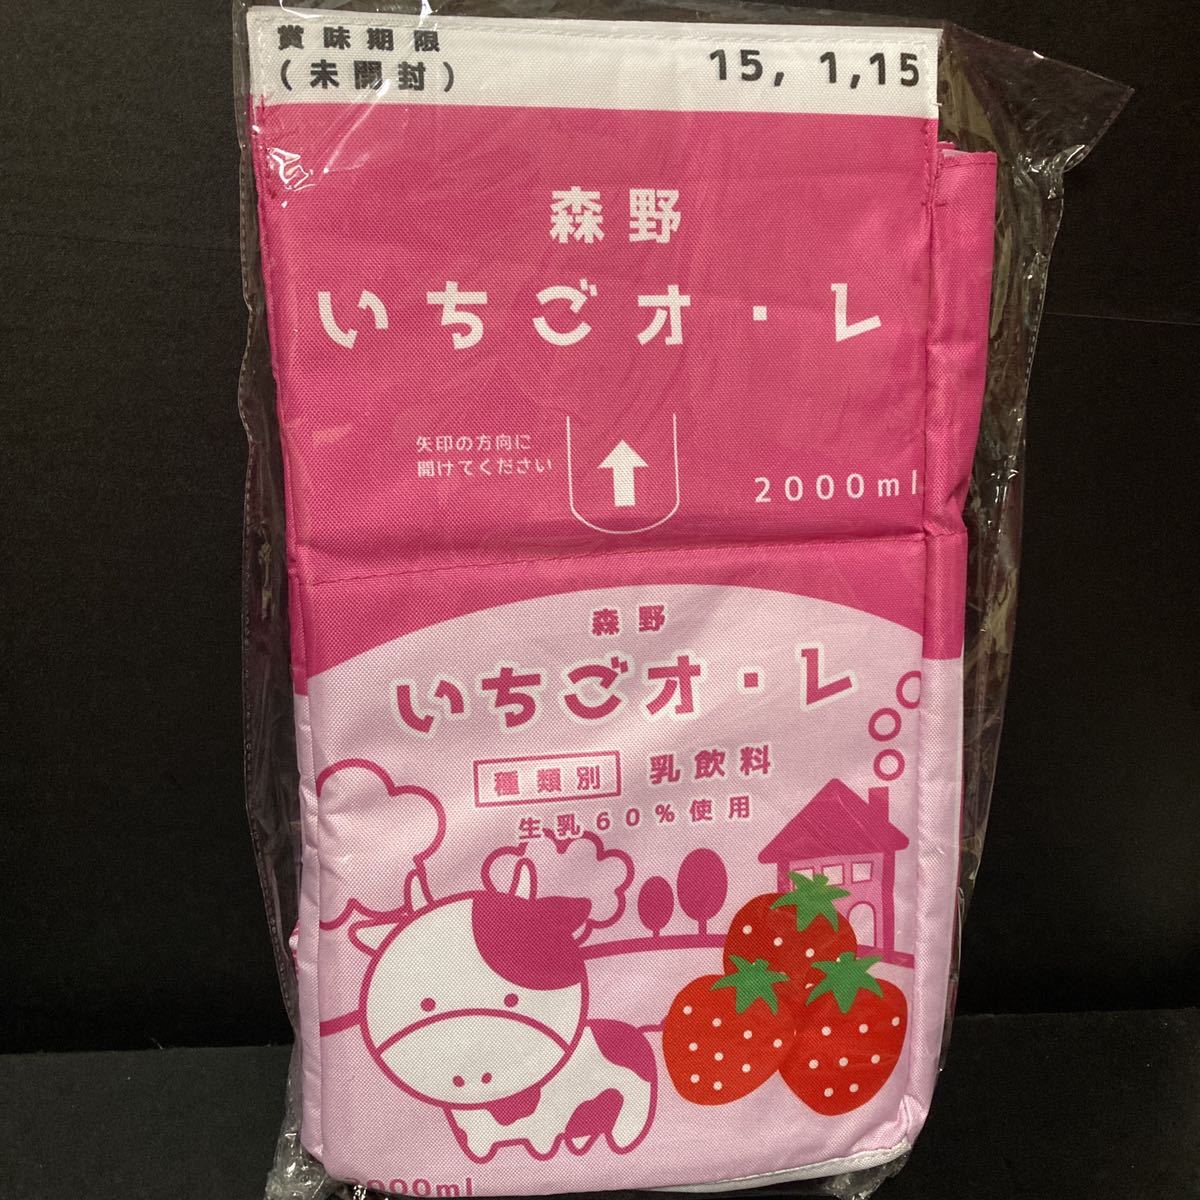 賞味期限
(未開封)
15, 1,15
森野
いちごオ・レ
矢印の方向に
開けてください
2000ml
森野
いちごオ・レ
種類別 乳飲料
生乳60%使用
000ml